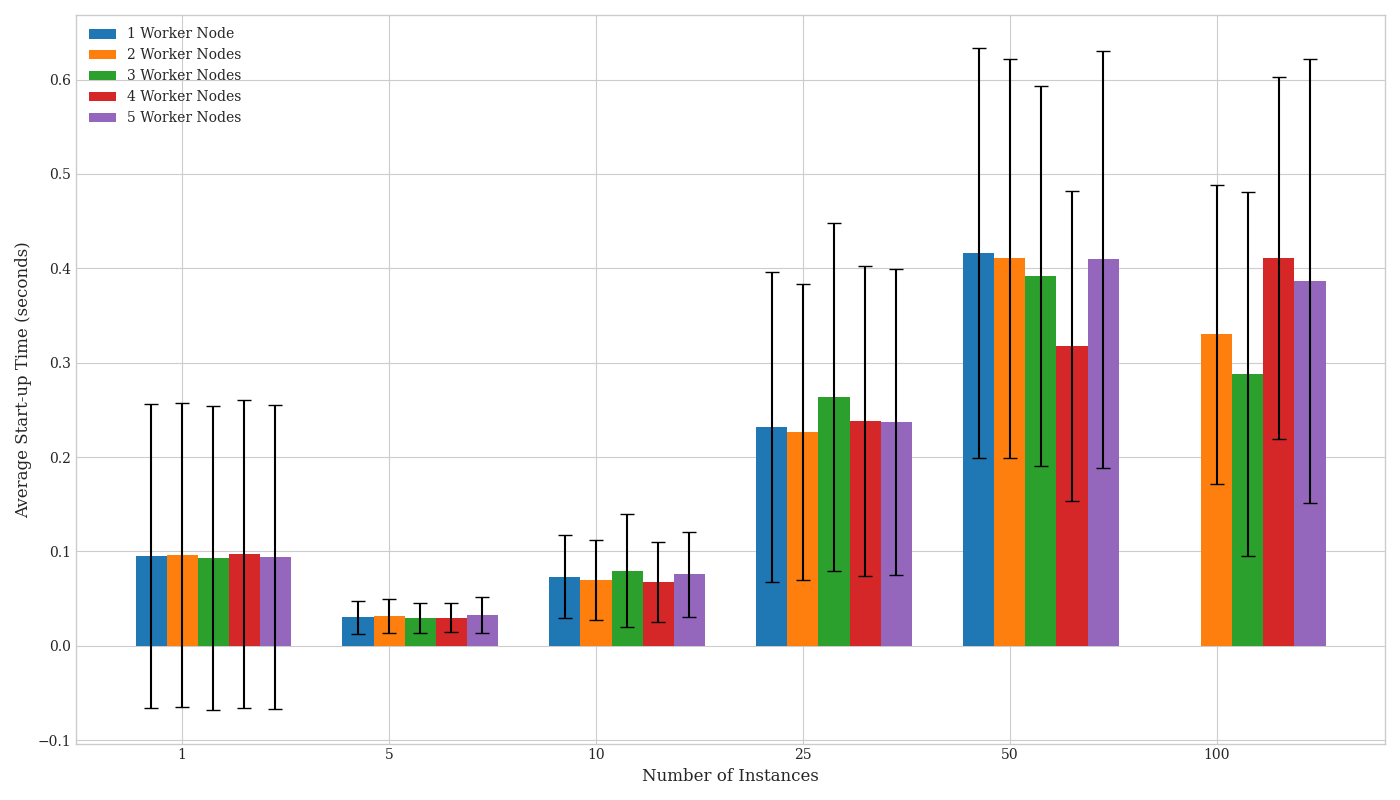 1 Worker Node
2 Worker Nodes
3 Worker Nodes
4 Worker Nodes
5 Worker Nodes
Average Start-up Time (seconds)
0.6
0.5
0.4
0.3
0.2
0.1
0.0
−0.1
1 5 10 25 50 100
Number of Instances